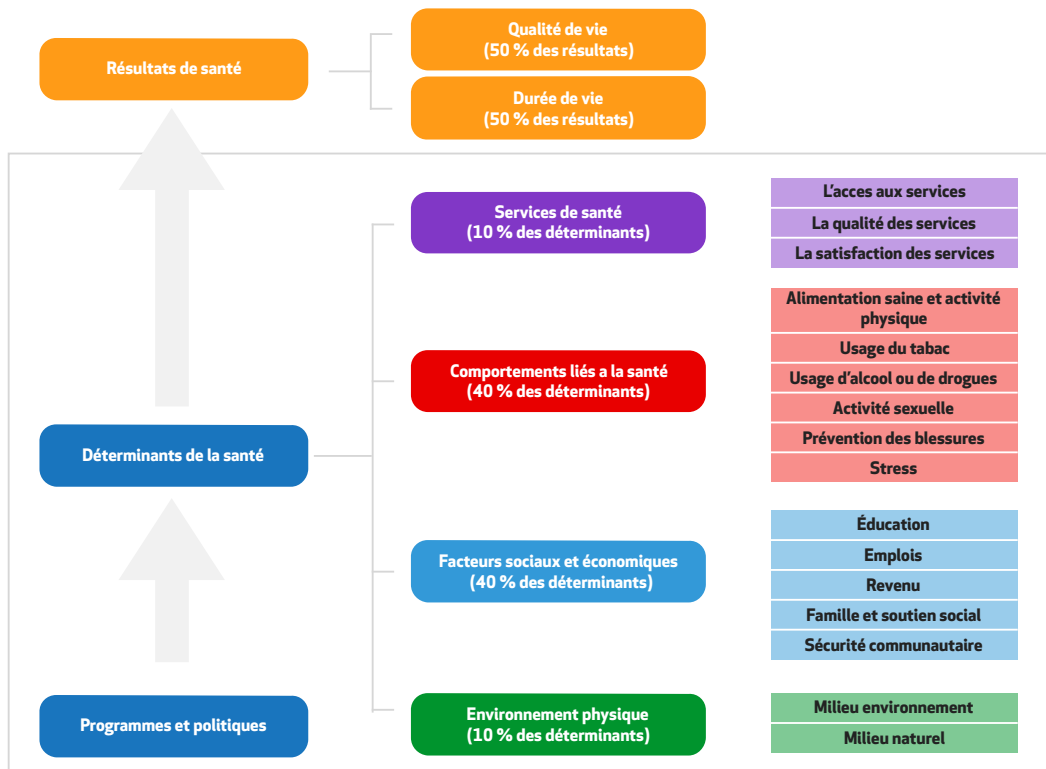 Qualité de vie
(50 % des résultats)
Résultats de santé
Durée de vie
(50 % des résultats)
Services de santé
(10 % des déterminants)
L'acces aux services
La qualité des services
La satisfaction des services
Comportements liés a la santé
(40 % des déterminants)
Alimentation saine et activité
physique
Usage du tabac
Usage d'alcool ou de drogues
Activité sexuelle
Prévention des blessures
Stress
Déterminants de la santé
Facteurs sociaux et économiques
(40 % des déterminants)
Éducation
Emplois
Revenu
Famille et soutien social
Sécurité communautaire
Programmes et politiques
Environnement physique
(10 % des déterminants)
Milieu environnement
Milieu naturel